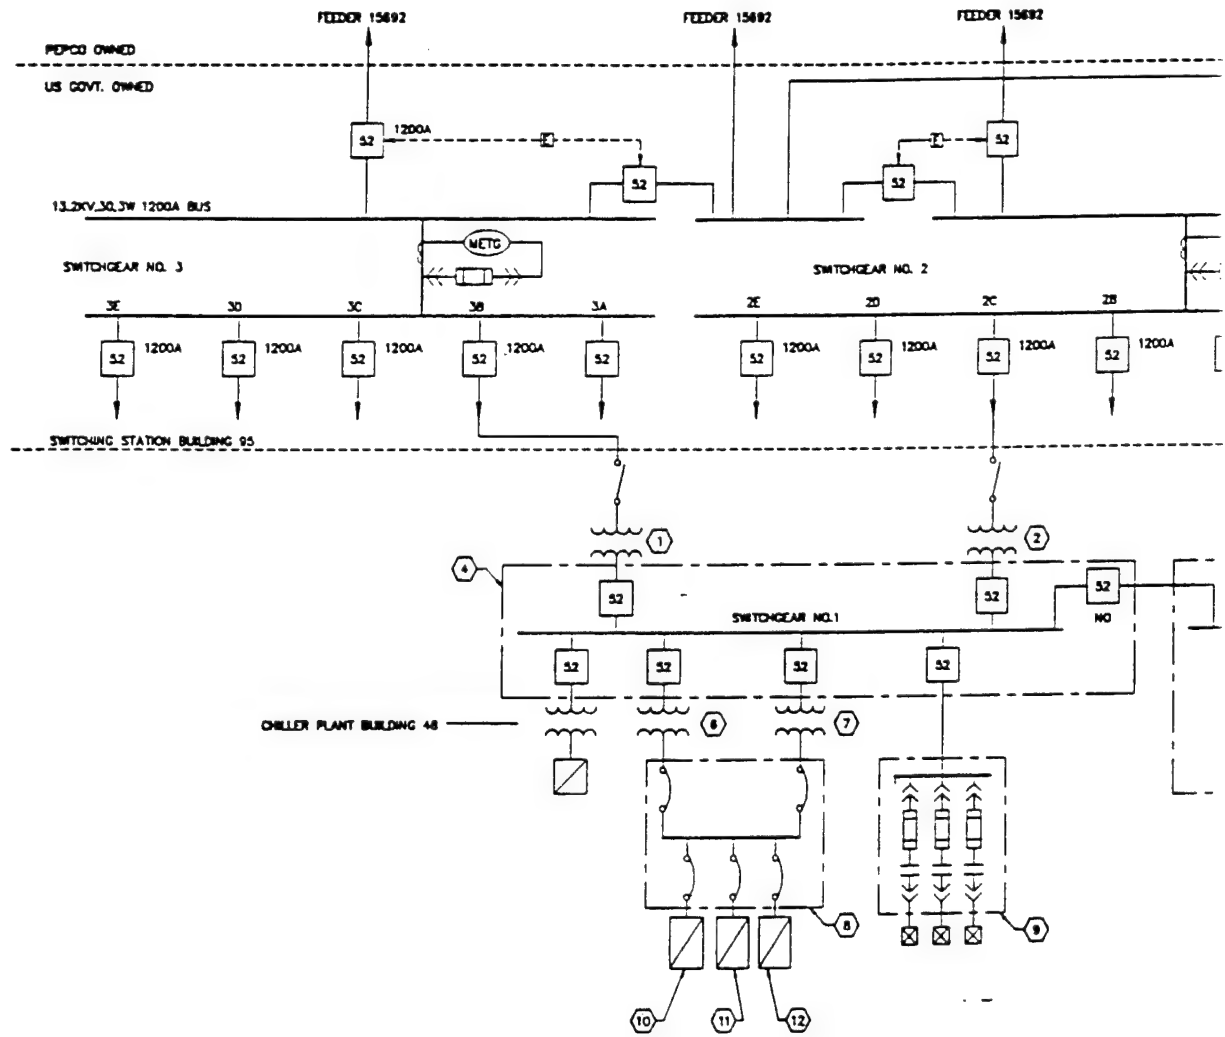 FEEDER 15692
FEEDER 15692
FEEDER 15692
PEPCO OWNED
US GOVT. OWNED
52
1200A
E
52
52
E
52
13.2KV,3O,3W 1200A BUS
METG
SWITCHGEAR NO. 3
SWITCHGEAR NO. 2
3E
3D
3C
3B
3A
2E
2D
2C
2B
52
1200A
52
1200A
52
1200A
52
1200A
52
52
1200A
52
1200A
52
1200A
52
1200A
SWITCHING STATION BUILDING 95
1
2
4
52
52
52
NO
SWITCHGEAR NO.1
52
52
52
52
CHILLER PLANT BUILDING 48
6
7
8
9
10
11
12